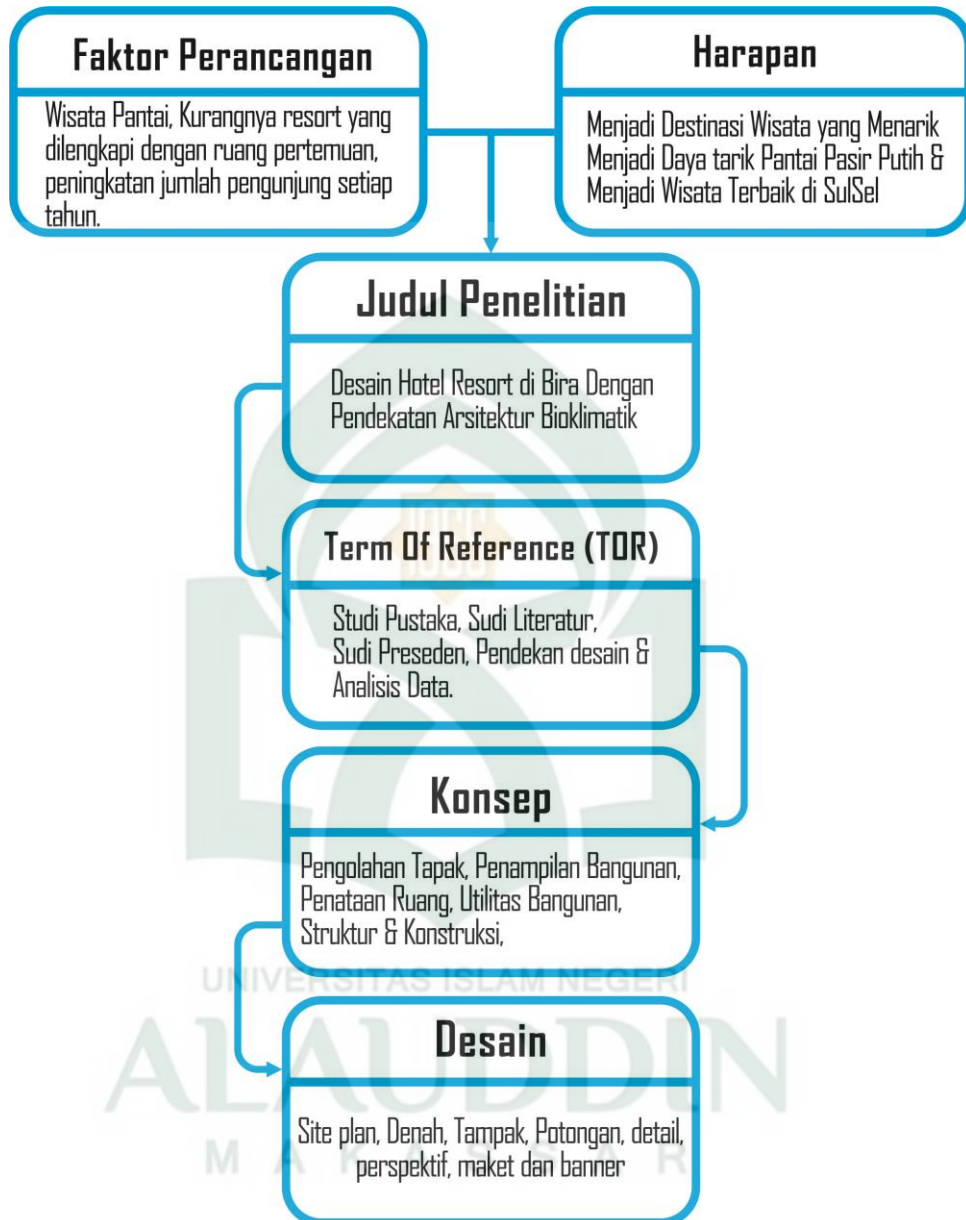 Faktor Perancangan
Wisata Pantai, Kurangnya resort yang
dilengkapi dengan ruang pertemuan,
peningkatan jumlah pengunjung setiap
tahun.
Harapan
Menjadi Destinasi Wisata yang Menarik
Menjadi Daya tarik Pantai Pasir Putih &
Menjadi Wisata Terbaik di SulSel
Judul Penelitian
Desain Hotel Resort di Bira Dengan
Pendekatan Arsitektur Bioklimatik
Term Of Reference (TOR)
Studi Pustaka, Sudi Literatur,
Sudi Preseden, Pendekan desain &
Analisis Data.
Konsep
Pengolahan Tapak, Penampilan Bangunan,
Penataan Ruang, Utilitas Bangunan,
Struktur & Konstruksi,
UNIVERSITAS ISLAM NEGERI
ALAUDDIN
MAKASSAR
Desain
Site plan, Denah, Tampak, Potongan, detail,
perspektif, maket dan banner